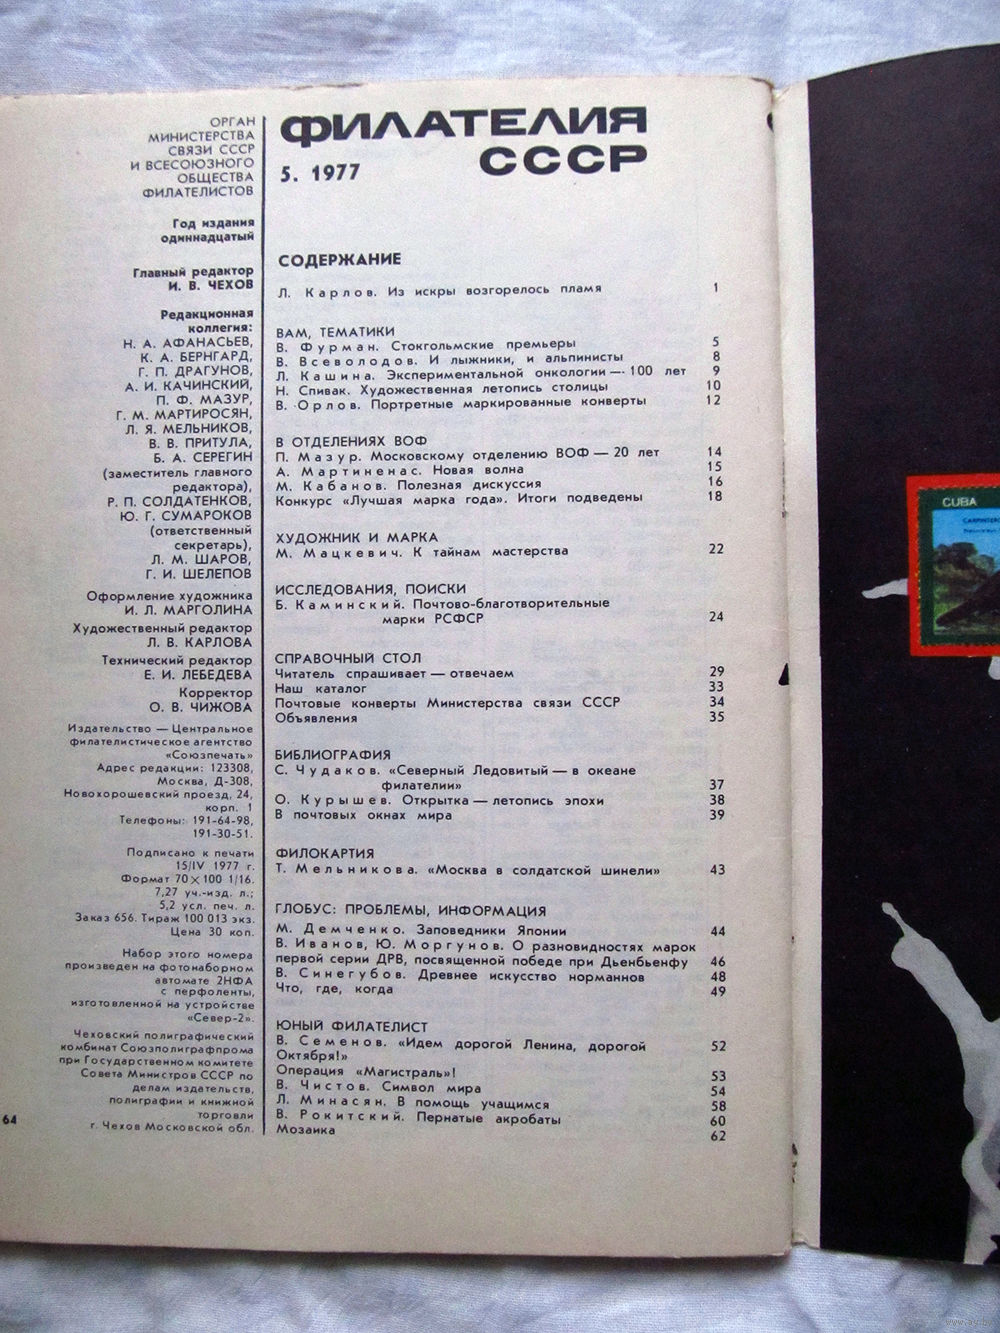 ОРГАН
МИНИСТЕРСТВА
СВЯЗИ СССР
И ВСЕСОЮЗНОГО
ОБЩЕСТВА
ФИЛАТЕЛИСТОВ
Год издания
одиннадцатый
Главный редактор
И. В. ЧЕХОВ
Редакционная
коллегия:
Н. А. АФАНАСЬЕВ,
К. А. БЕРНГАРД,
Г. П. ДРАГУНОВ,
А. И. КАЧИНСКИЙ,
П. Ф. МАЗУР,
Г. М. МАРТИРОСЯН,
Л. Я. МЕЛЬНИКОВ,
В. В. ПРИТУЛА,
Б. А. СЕРЕГИН
(заместитель главного
редактора),
Р. П. СОЛДАТЕНКОВ,
Ю. Г. СУМАРОКОВ
(ответственный
секретарь),
Л. М. ШАРОВ,
Г. И. ШЕЛЕПОВ
Оформление художника
И. Л. МАРГОЛИНА
Художественный редактор
Л. В. КАРЛОВА
Технический редактор
Е. И. ЛЕБЕДЕВА
Корректор
О. В. ЧИЖОВА
Издательство — Центральное
филателистическое агентство
«Союзпечать»
Адрес редакции: 123308,
Москва, Д-308,
Новохорошевский проезд, 24,
корп. 1
Телефоны: 191-64-98,
191-30-51.
Подписано к печати
15/IV 1977 г.
Формат 70×100 1/16.
7,27 уч.-изд. л.;
5,2 усл. печ. л.
Заказ 656. Тираж 100 013 экз.
Цена 30 коп.
Набор этого номера
произведен на фотонаборном
автомате 2НФА
с перфоленты,
изготовленной на устройстве
«Север-2».
Чеховский полиграфический
комбинат Союзполиграфпрома
при Государственном комитете
Совета Министров СССР по
делам издательств,
полиграфии и книжной
торговли
г. Чехов Московской обл.
64
ФИЛАТЕЛИЯ
СССР
5. 1977
СОДЕРЖАНИЕ
Л. Карлов. Из искры возгорелось пламя 1
ВАМ, ТЕМАТИКИ
В. Фурман. Стокгольмские премьеры 5
В. Всеволодов. И лыжники, и альпинисты 8
Л. Кашина. Экспериментальной онкологии — 100 лет 9
Н. Спивак. Художественная летопись столицы 10
В. Орлов. Портретные маркированные конверты 12
В ОТДЕЛЕНИЯХ ВОФ
П. Мазур. Московскому отделению ВОФ — 20 лет 14
А. Мартиненас. Новая волна 15
М. Кабанов. Полезная дискуссия 16
Конкурс «Лучшая марка года». Итоги подведены 18
ХУДОЖНИК И МАРКА
М. Мацкевич. К тайнам мастерства 22
ИССЛЕДОВАНИЯ, ПОИСКИ
Б. Каминский. Почтово-благотворительные
марки РСФСР 24
СПРАВОЧНЫЙ СТОЛ
Читатель спрашивает — отвечаем 29
Наш каталог 33
Почтовые конверты Министерства связи СССР 34
Объявления 35
БИБЛИОГРАФИЯ
С. Чудаков. «Северный Ледовитый — в океане
филателии» 37
О. Курышев. Открытка — летопись эпохи 38
В почтовых окнах мира 39
ФИЛОКАРТИЯ
Т. Мельникова. «Москва в солдатской шинели» 43
ГЛОБУС: ПРОБЛЕМЫ, ИНФОРМАЦИЯ
М. Демченко. Заповедники Японии 44
В. Иванов, Ю. Моргунов. О разновидностях марок
первой серии ДРВ, посвященной победе при Дьенбьенфу 46
В. Синегубов. Древнее искусство норманнов 48
Что, где, когда 49
ЮНЫЙ ФИЛАТЕЛИСТ
В. Семенов. «Идем дорогой Ленина, дорогой
Октября!» 52
Операция «Магистраль»! 53
В. Чистов. Символ мира 54
Л. Минасян. В помощь учащимся 58
В. Рокитский. Пернатые акробаты 60
Мозаика 62
CUBA